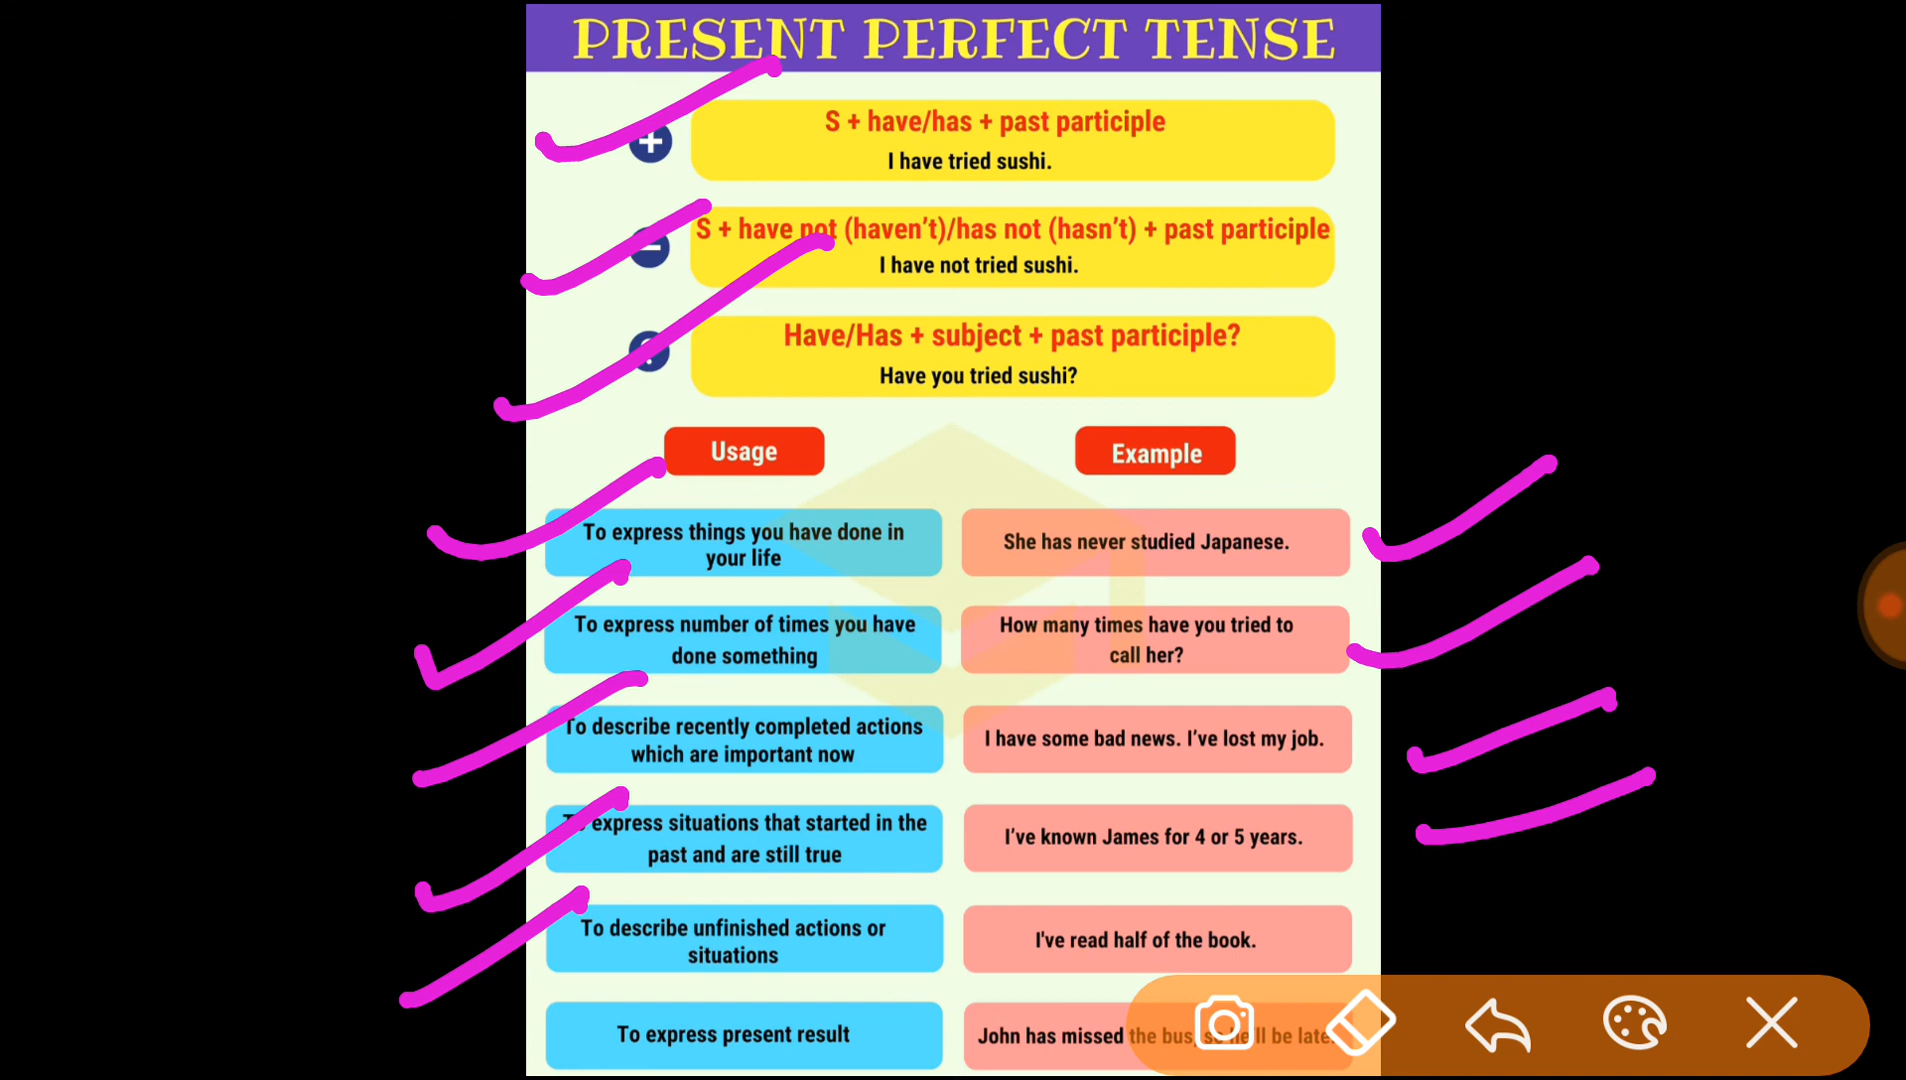 PRESENT PERFECT TENSE
S + have/has + past participle
I have tried sushi.
S + have not (haven’t)/has not (hasn’t) + past participle
I have not tried sushi.
Have/Has + subject + past participle?
Have you tried sushi?
Usage
Example
To express things you have done in
your life
She has never studied Japanese.
To express number of times you have
done something
How many times have you tried to
call her?
To describe recently completed actions
which are important now
I have some bad news. I’ve lost my job.
To express situations that started in the
past and are still true
I’ve known James for 4 or 5 years.
To describe unfinished actions or
situations
I've read half of the book.
To express present result
John has missed the bus, so he'll be late.